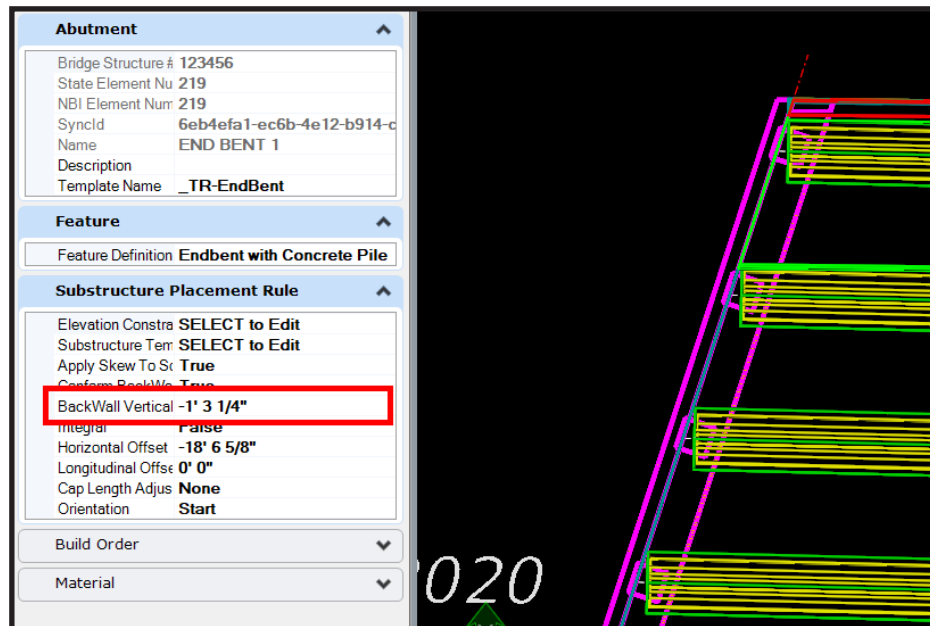 Abutment
Bridge Structure # 123456
State Element Nu 219
NBI Element Num 219
SyncId 6eb4efa1-ec6b-4e12-b914-c
Name END BENT 1
Description
Template Name _TR-EndBent
Feature
Feature Definition Endbent with Concrete Pile
Substructure Placement Rule
Elevation Constra SELECT to Edit
Substructure Tem SELECT to Edit
Apply Skew To Sc True
Conform BackWa True
BackWall Vertical -1' 3 1/4"
Integral False
Horizontal Offset -18' 6 5/8"
Longitudinal Offse 0' 0"
Cap Length Adjus None
Orientation Start
Build Order
Material
020